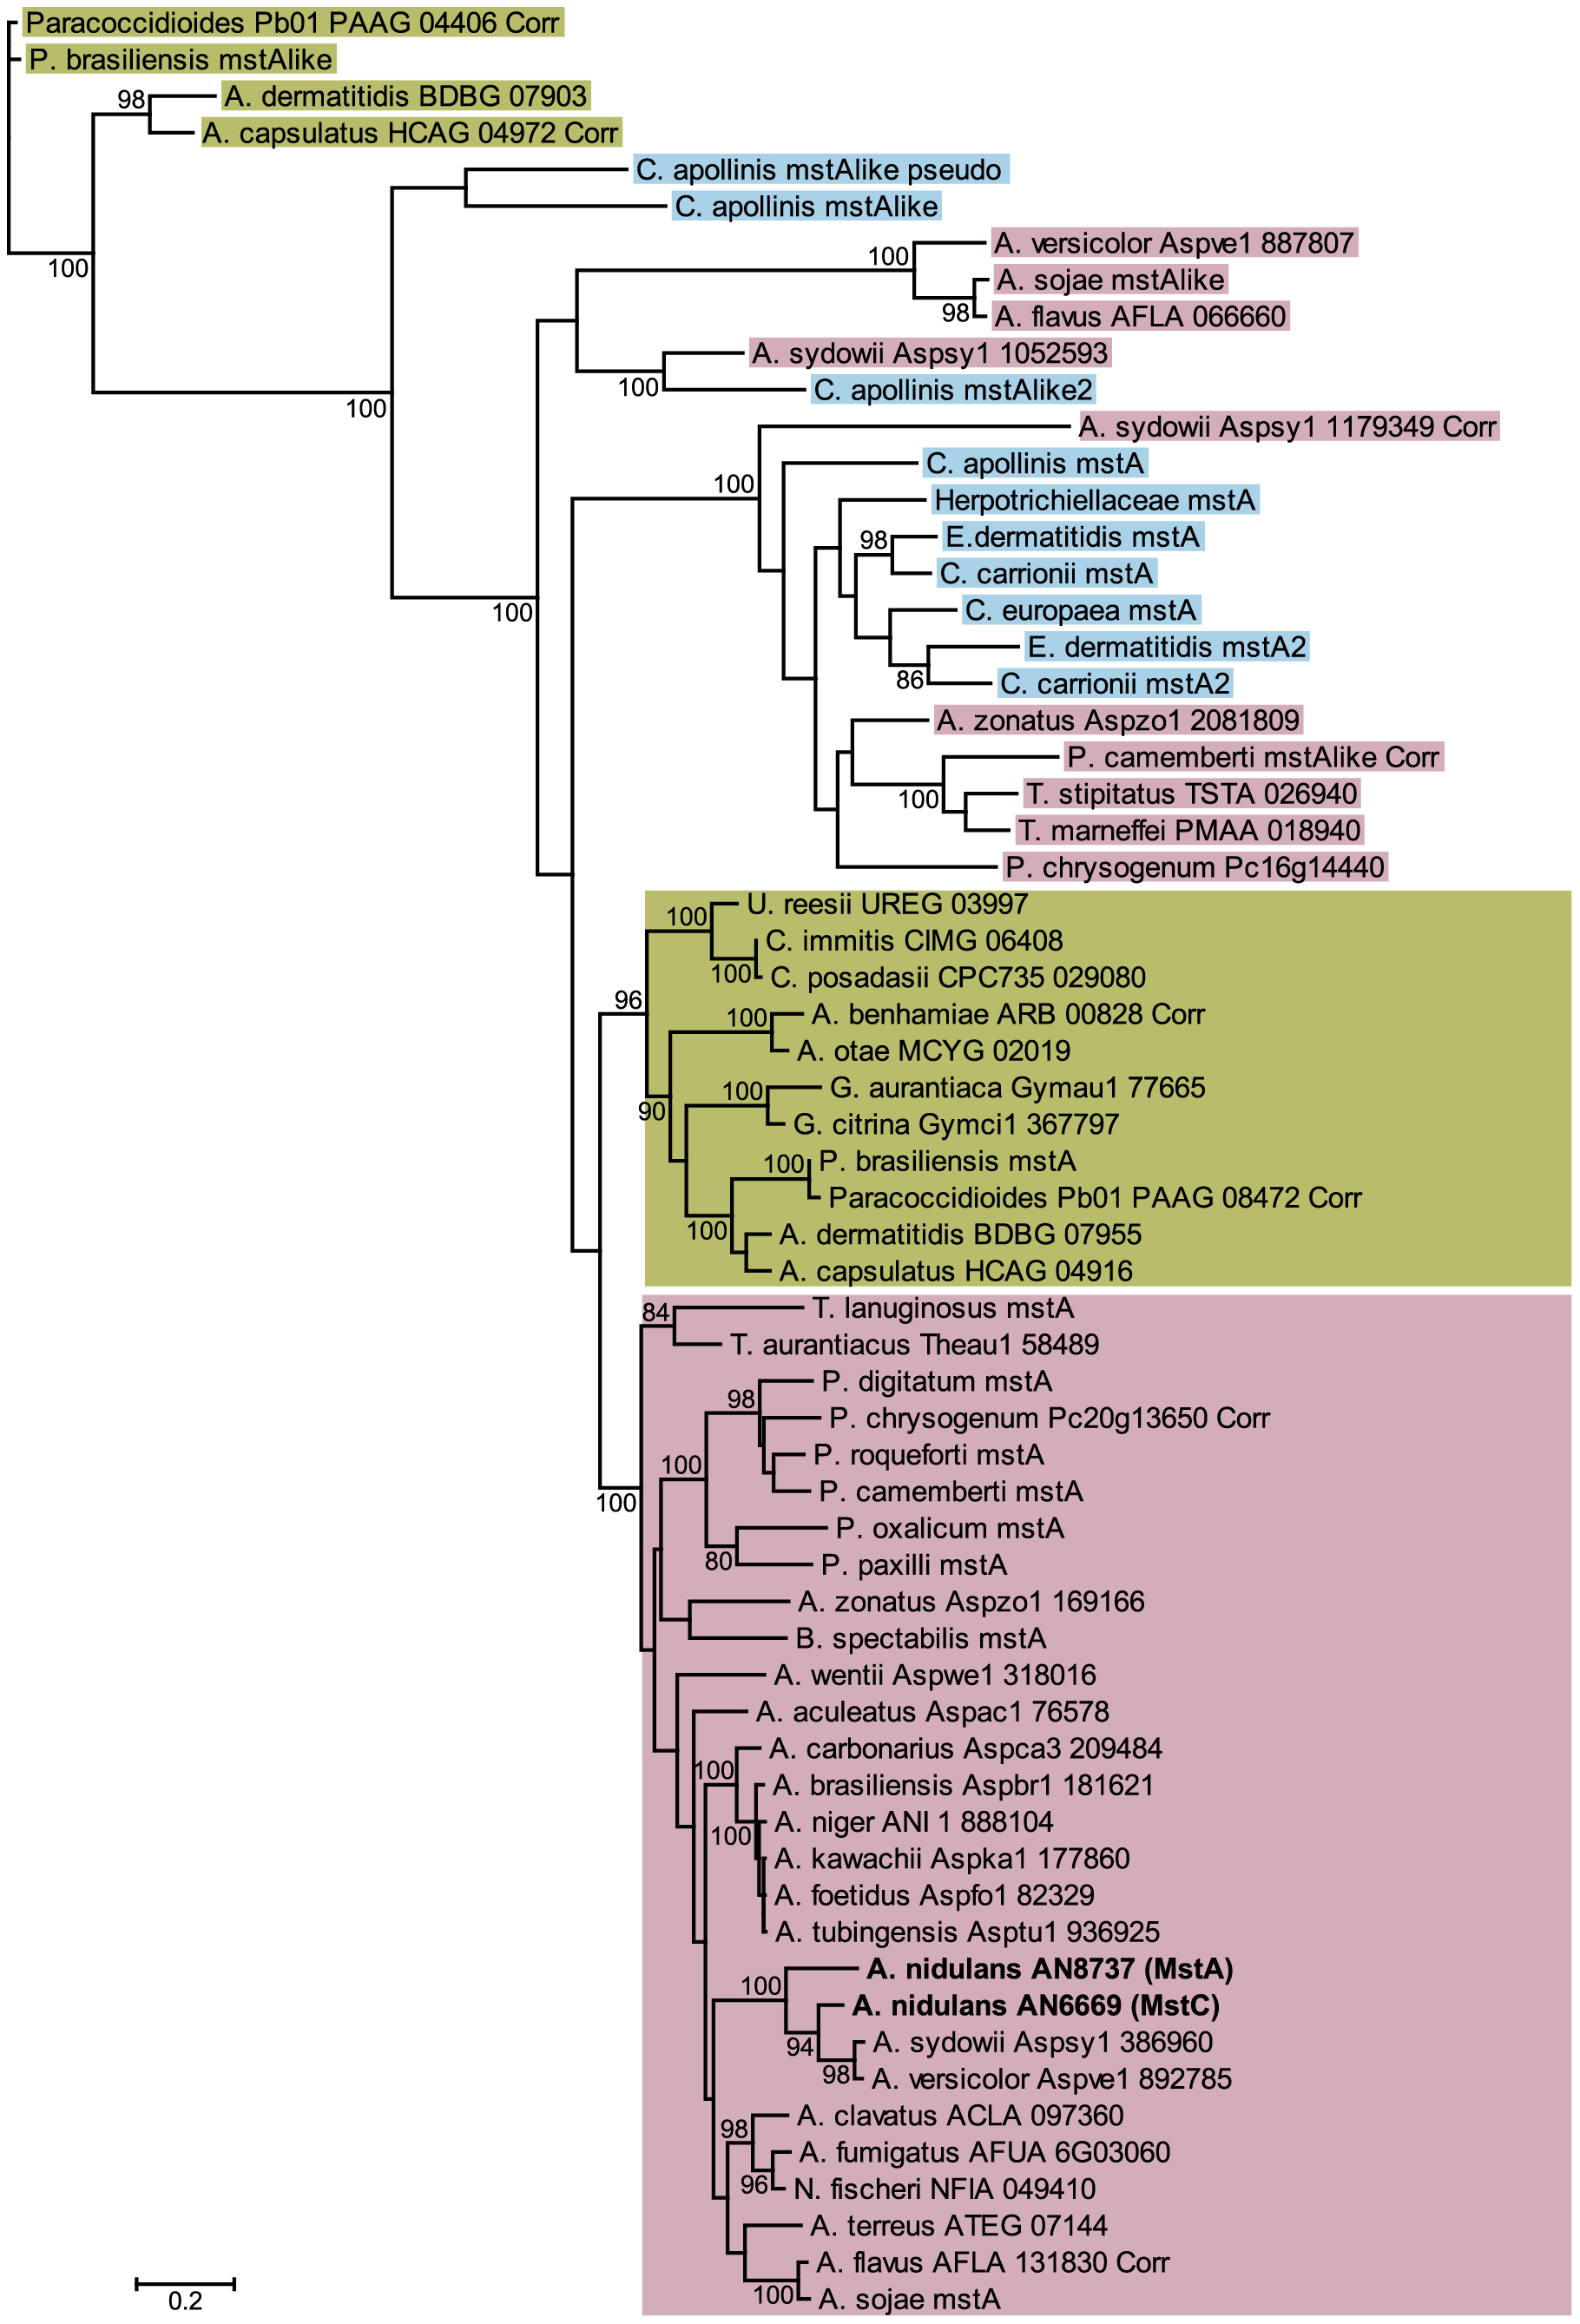 Paracoccidioides Pb01 PAAG 04406 Corr
P. brasiliensis mstAlike
98
A. dermatitidis BDBG 07903
A. capsulatus HCAG 04972 Corr
C. apollinis mstAlike pseudo
C. apollinis mstAlike
A. versicolor Aspve1 887807
100
100
A. sojae mstAlike
98
A. flavus AFLA 066660
A. sydowii Aspsy1 1052593
100
C. apollinis mstAlike2
100
A. sydowii Aspsy1 1179349 Corr
C. apollinis mstA
100
Herpotrichiellaceae mstA
98
E.dermatitidis mstA
C. carrionii mstA
100
C. europaea mstA
E. dermatitidis mstA2
86
C. carrionii mstA2
A. zonatus Aspzo1 2081809
P. camemberti mstAlike Corr
100
T. stipitatus TSTA 026940
T. marneffei PMAA 018940
P. chrysogenum Pc16g14440
U. reesii UREG 03997
100
C. immitis CIMG 06408
100
C. posadasii CPC735 029080
96
100
A. benhamiae ARB 00828 Corr
A. otae MCYG 02019
100
G. aurantiaca Gymau1 77665
90
G. citrina Gymci1 367797
100
P. brasiliensis mstA
Paracoccidioides Pb01 PAAG 08472 Corr
100
A. dermatitidis BDBG 07955
A. capsulatus HCAG 04916
84
T. lanuginosus mstA
T. aurantiacus Theau1 58489
P. digitatum mstA
98
P. chrysogenum Pc20g13650 Corr
P. roqueforti mstA
100
P. camemberti mstA
100
P. oxalicum mstA
80
P. paxilli mstA
A. zonatus Aspzo1 169166
B. spectabilis mstA
A. wentii Aspwe1 318016
A. aculeatus Aspac1 76578
A. carbonarius Aspca3 209484
100
A. brasiliensis Aspbr1 181621
A. niger ANI 1 888104
100
A. kawachii Aspka1 177860
A. foetidus Aspfo1 82329
A. tubingensis Asptu1 936925
A. nidulans AN8737 (MstA)
100
A. nidulans AN6669 (MstC)
94
A. sydowii Aspsy1 386960
98
A. versicolor Aspve1 892785
A. clavatus ACLA 097360
98
A. fumigatus AFUA 6G03060
96
N. fischeri NFIA 049410
A. terreus ATEG 07144
A. flavus AFLA 131830 Corr
100
A. sojae mstA
0.2